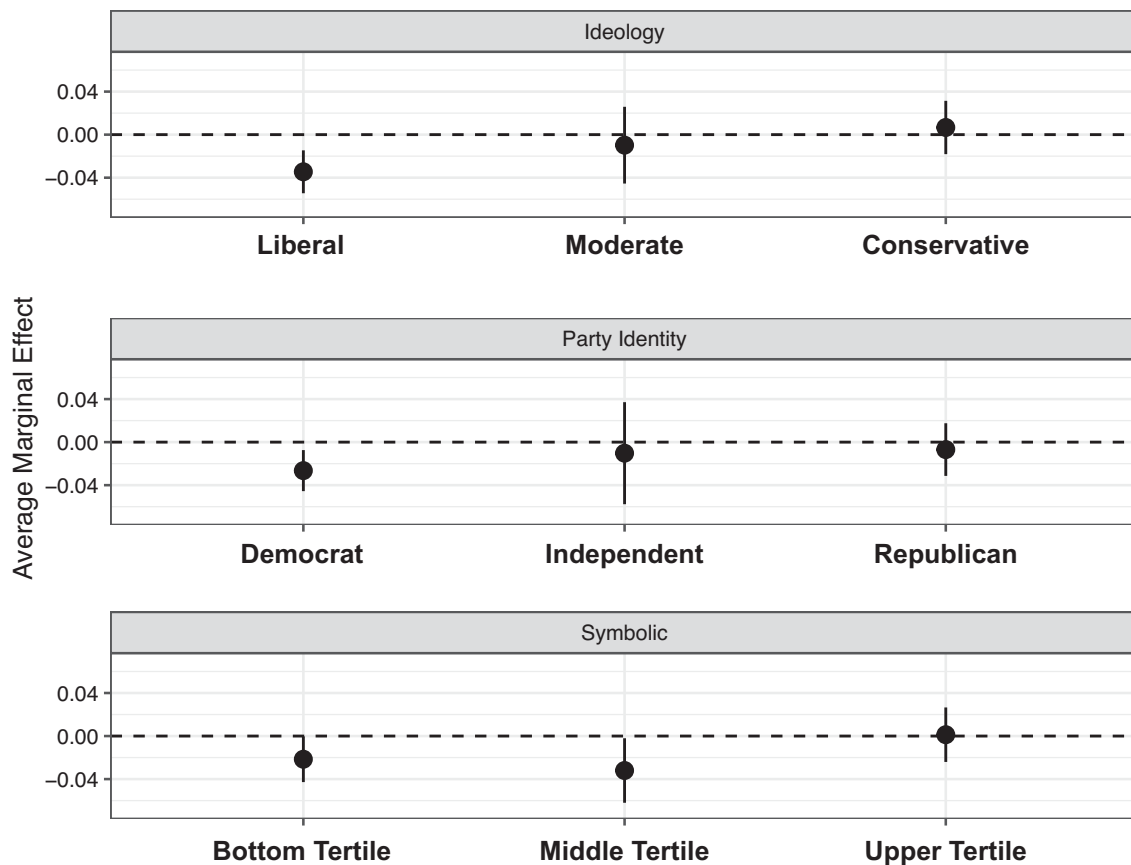 Ideology
0.04
0.00
−0.04
Liberal Moderate Conservative
Average Marginal Effect
Party Identity
0.04
0.00
−0.04
Democrat Independent Republican
Symbolic
0.04
0.00
−0.04
Bottom Tertile Middle Tertile Upper Tertile